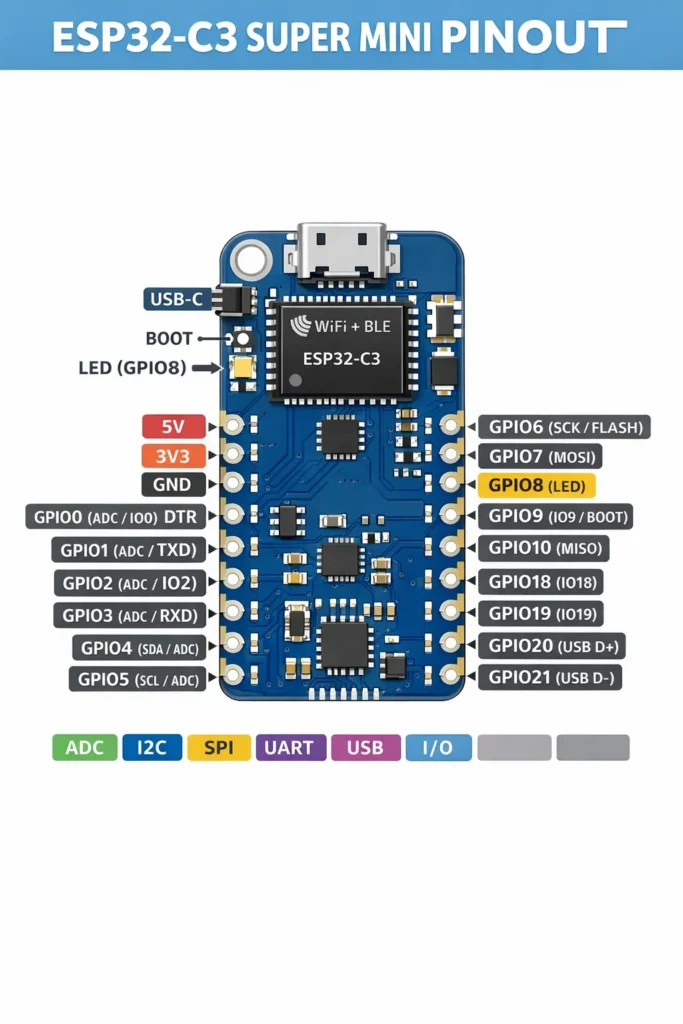 ESP32-C3 SUPER MINI PINOUT
USB-C
BOOT
LED (GPIO8)
WiFi + BLE
ESP32-C3
5V
3V3
GND
GPIO0 (ADC / IO0) DTR
GPIO1 (ADC / TXD)
GPIO2 (ADC / IO2)
GPIO3 (ADC / RXD)
GPIO4 (SDA / ADC)
GPIO5 (SCL / ADC)
GPIO6 (SCK / FLASH)
GPIO7 (MOSI)
GPIO8 (LED)
GPIO9 (IO9 / BOOT)
GPIO10 (MISO)
GPIO18 (IO18)
GPIO19 (IO19)
GPIO20 (USB D+)
GPIO21 (USB D-)
ADC I2C SPI UART USB I/O